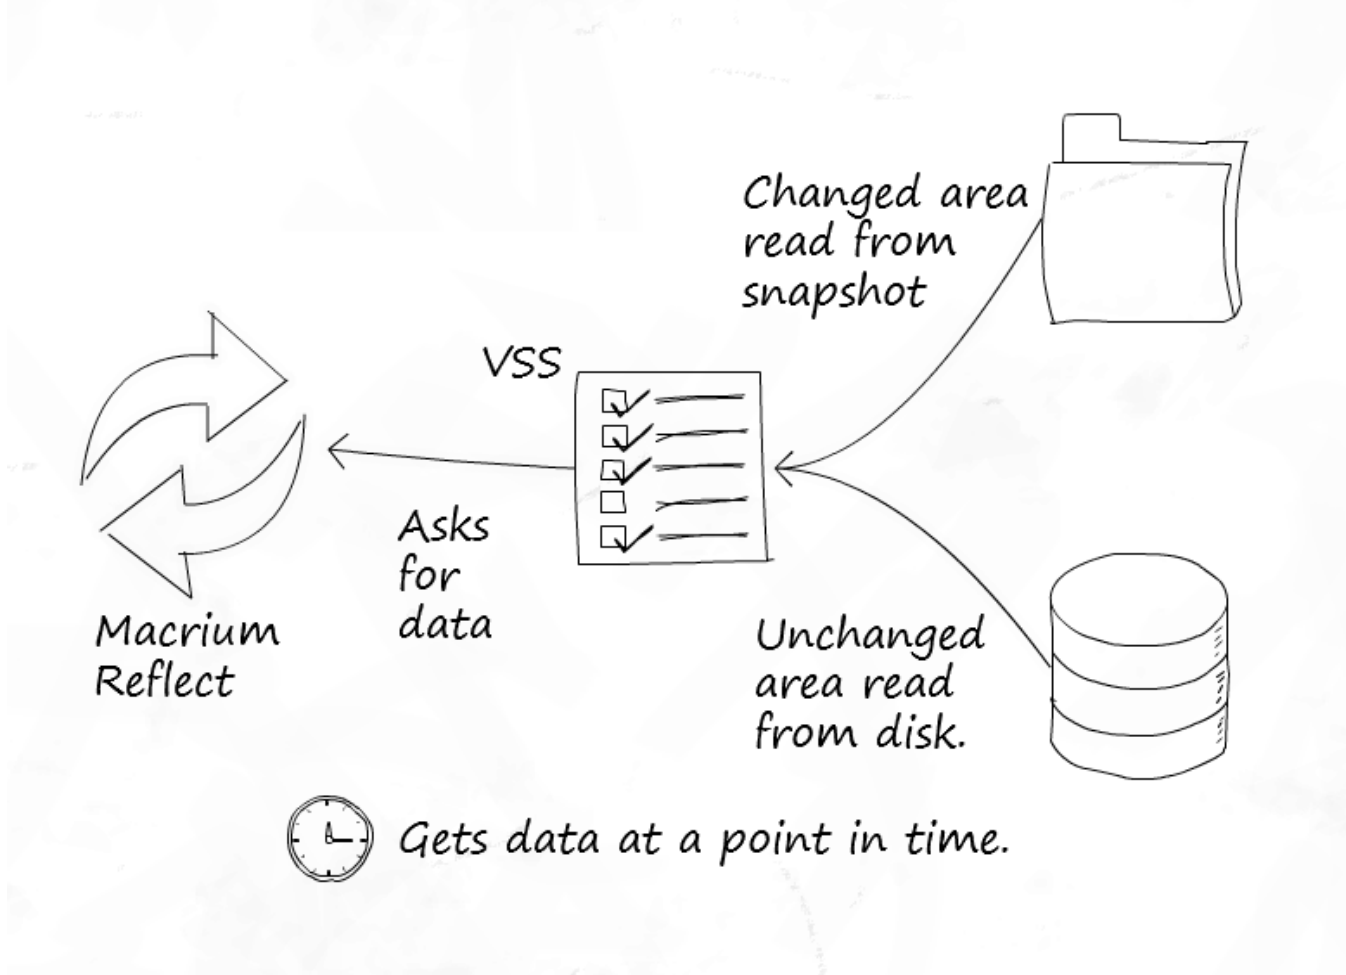 Changed area
read from
snapshot
VSS
Asks
for
data
Macrium
Reflect
Unchanged
area read
from disk.
Gets data at a point in time.